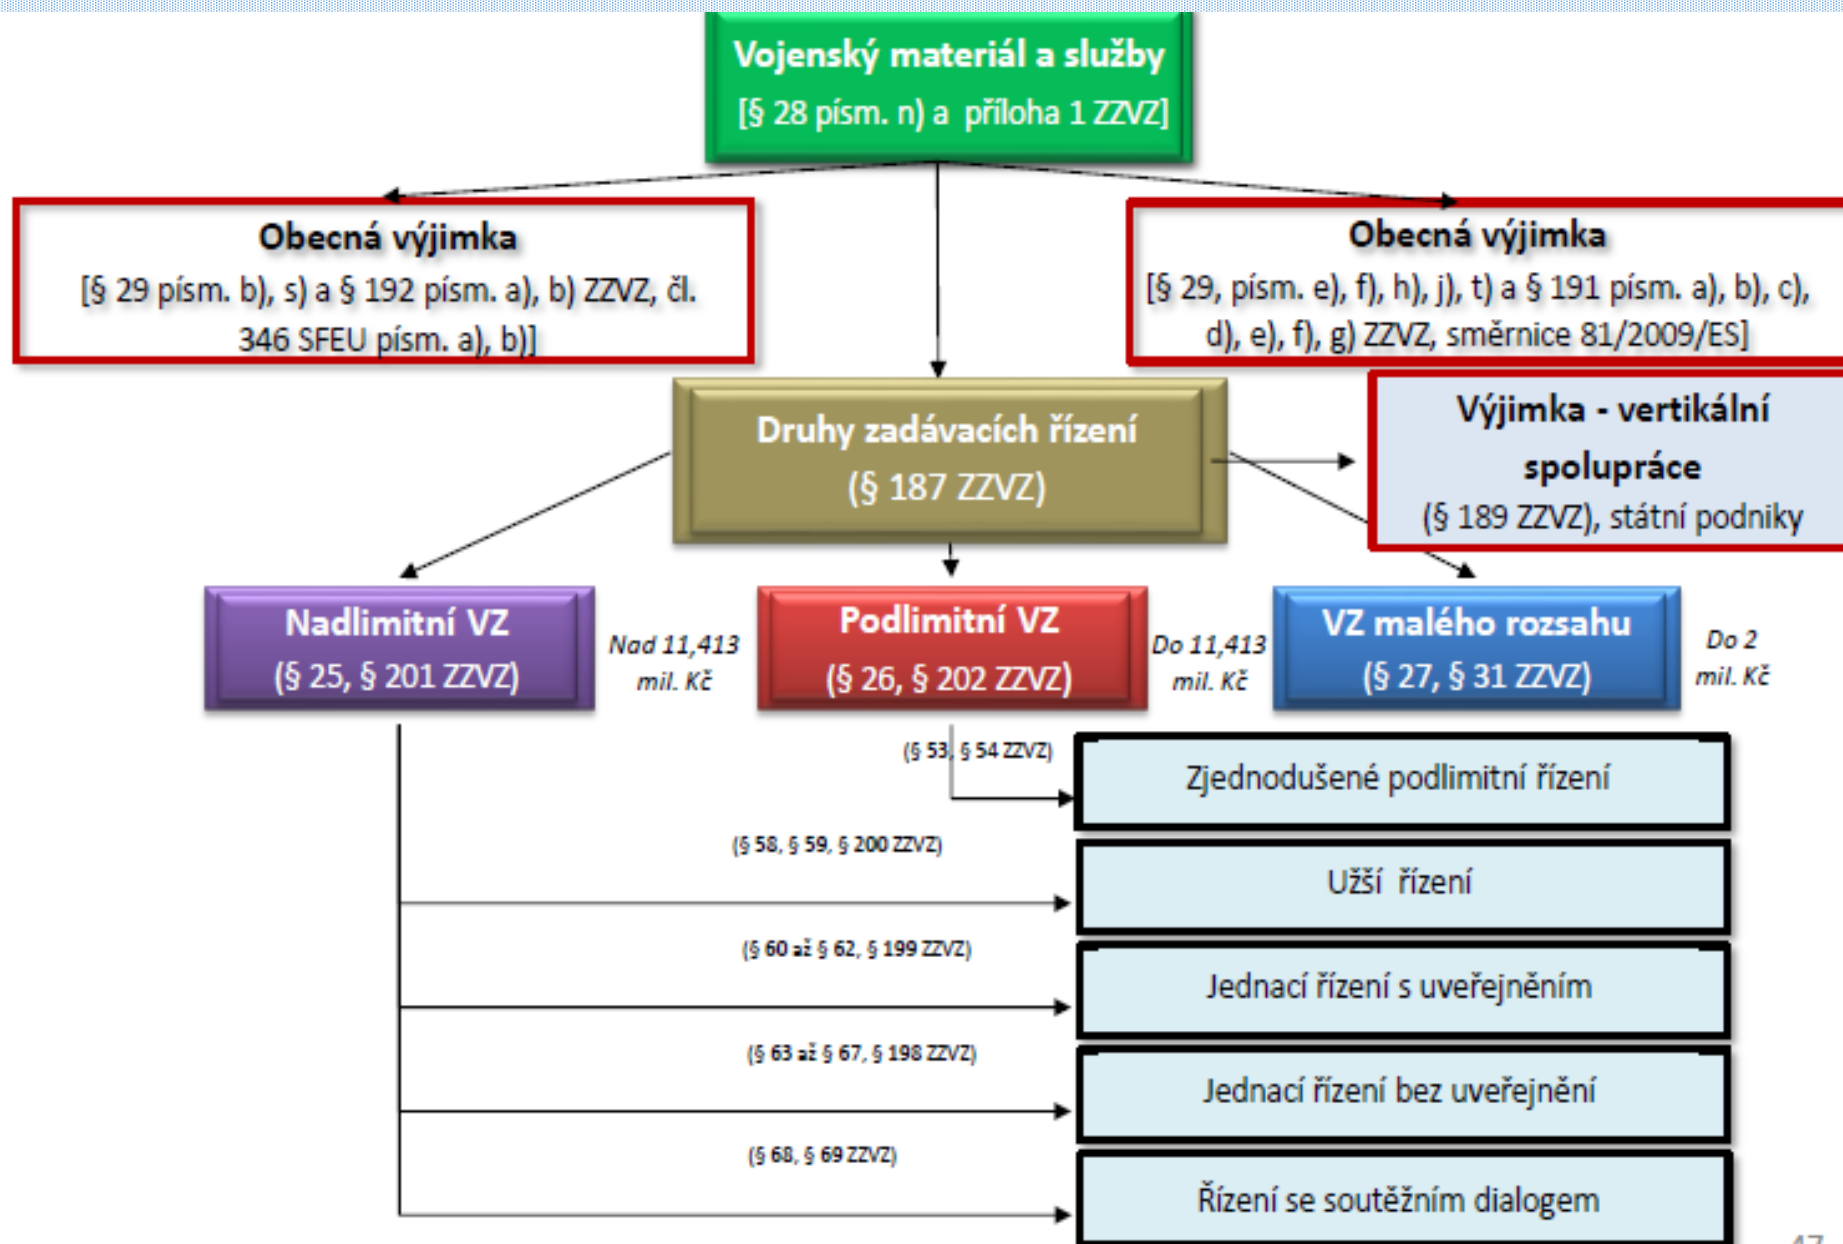 Vojenský materiál a služby
[§ 28 písm. n) a příloha 1 ZZVZ]
Obecná výjimka
[§ 29 písm. b), s) a § 192 písm. a), b) ZZVZ, čl.
346 SFEU písm. a), b)]
Obecná výjimka
[§ 29, písm. e), f), h), j), t) a § 191 písm. a), b), c),
d), e), f), g) ZZVZ, směrnice 81/2009/ES]
Druhy zadávacích řízení
(§ 187 ZZVZ)
Výjimka - vertikální
spolupráce
(§ 189 ZZVZ), státní podniky
Nadlimitní VZ
(§ 25, § 201 ZZVZ)
Nad 11,413
mil. Kč
Podlimitní VZ
(§ 26, § 202 ZZVZ)
Do 11,413
mil. Kč
VZ malého rozsahu
(§ 27, § 31 ZZVZ)
Do 2
mil. Kč
(§ 53, § 54 ZZVZ)
Zjednodušené podlimitní řízení
(§ 58, § 59, § 200 ZZVZ)
Užší řízení
(§ 60 až § 62, § 199 ZZVZ)
Jednací řízení s uveřejněním
(§ 63 až § 67, § 198 ZZVZ)
Jednací řízení bez uveřejnění
(§ 68, § 69 ZZVZ)
Řízení se soutěžním dialogem